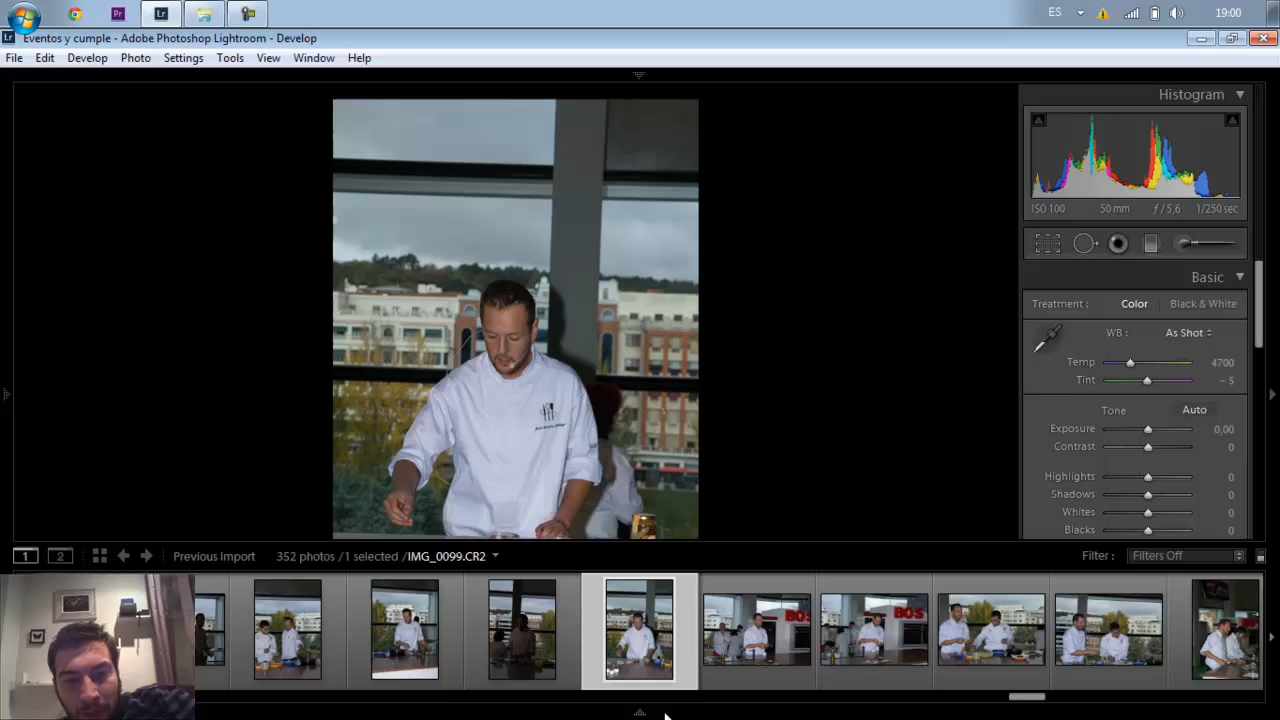 ES 19:00
Eventos y cumple - Adobe Photoshop Lightroom - Develop
File Edit Develop Photo Settings Tools View Window Help
Histogram
ISO 100 50 mm ƒ / 5,6 1/250 sec
Basic
Treatment : Color Black & White
WB : As Shot
Temp 4700
Tint – 5
Tone Auto
Exposure 0,00
Contrast 0
Highlights 0
Shadows 0
Whites 0
Blacks 0
1 2 Previous Import 352 photos / 1 selected / IMG_0099.CR2 Filter : Filters Off
BOS BOS